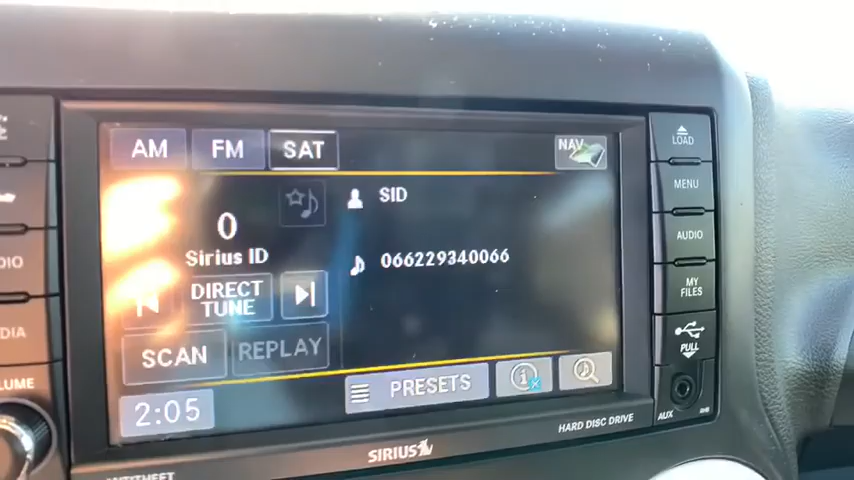 AM FM SAT NAV
LOAD
MENU
AUDIO
MY FILES
PULL
AUX
SID
0
Sirius ID
066229340066
DIRECT TUNE
SCAN REPLAY
PRESETS
2:05
HARD DISC DRIVE
SIRIUS